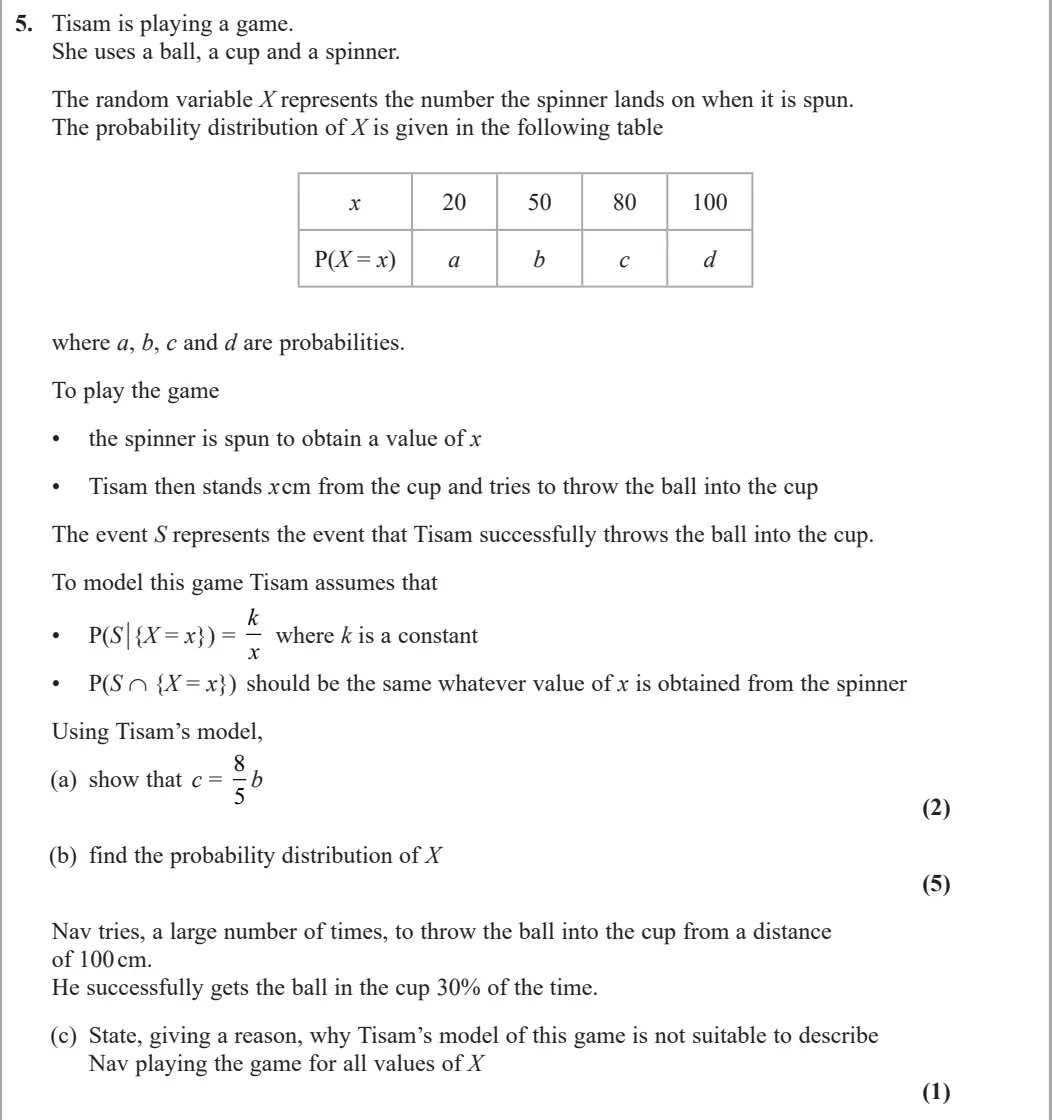 5. Tisam is playing a game.
She uses a ball, a cup and a spinner.
The random variable X represents the number the spinner lands on when it is spun.
The probability distribution of X is given in the following table
x 20 50 80 100
P(X = x) a b c d
where a, b, c and d are probabilities.
To play the game
• the spinner is spun to obtain a value of x
• Tisam then stands x cm from the cup and tries to throw the ball into the cup
The event S represents the event that Tisam successfully throws the ball into the cup.
To model this game Tisam assumes that
• P(S | {X = x}) = k/x where k is a constant
• P(S ∩ {X = x}) should be the same whatever value of x is obtained from the spinner
Using Tisam’s model,
(a) show that c = 8/5 b
(2)
(b) find the probability distribution of X
(5)
Nav tries, a large number of times, to throw the ball into the cup from a distance
of 100 cm.
He successfully gets the ball in the cup 30% of the time.
(c) State, giving a reason, why Tisam’s model of this game is not suitable to describe
Nav playing the game for all values of X
(1)